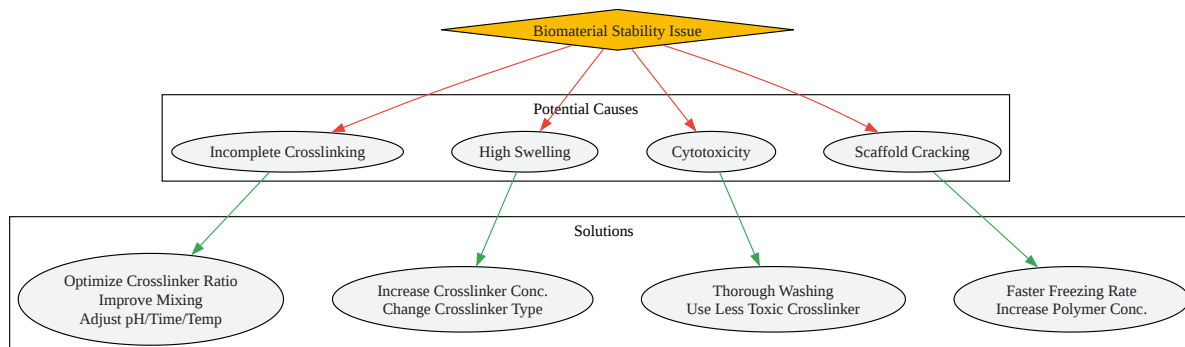 Biomaterial Stability Issue
Potential Causes
Incomplete Crosslinking
High Swelling
Cytotoxicity
Scaffold Cracking
Solutions
Optimize Crosslinker Ratio
Improve Mixing
Adjust pH/Time/Temp
Increase Crosslinker Conc.
Change Crosslinker Type
Thorough Washing
Use Less Toxic Crosslinker
Faster Freezing Rate
Increase Polymer Conc.